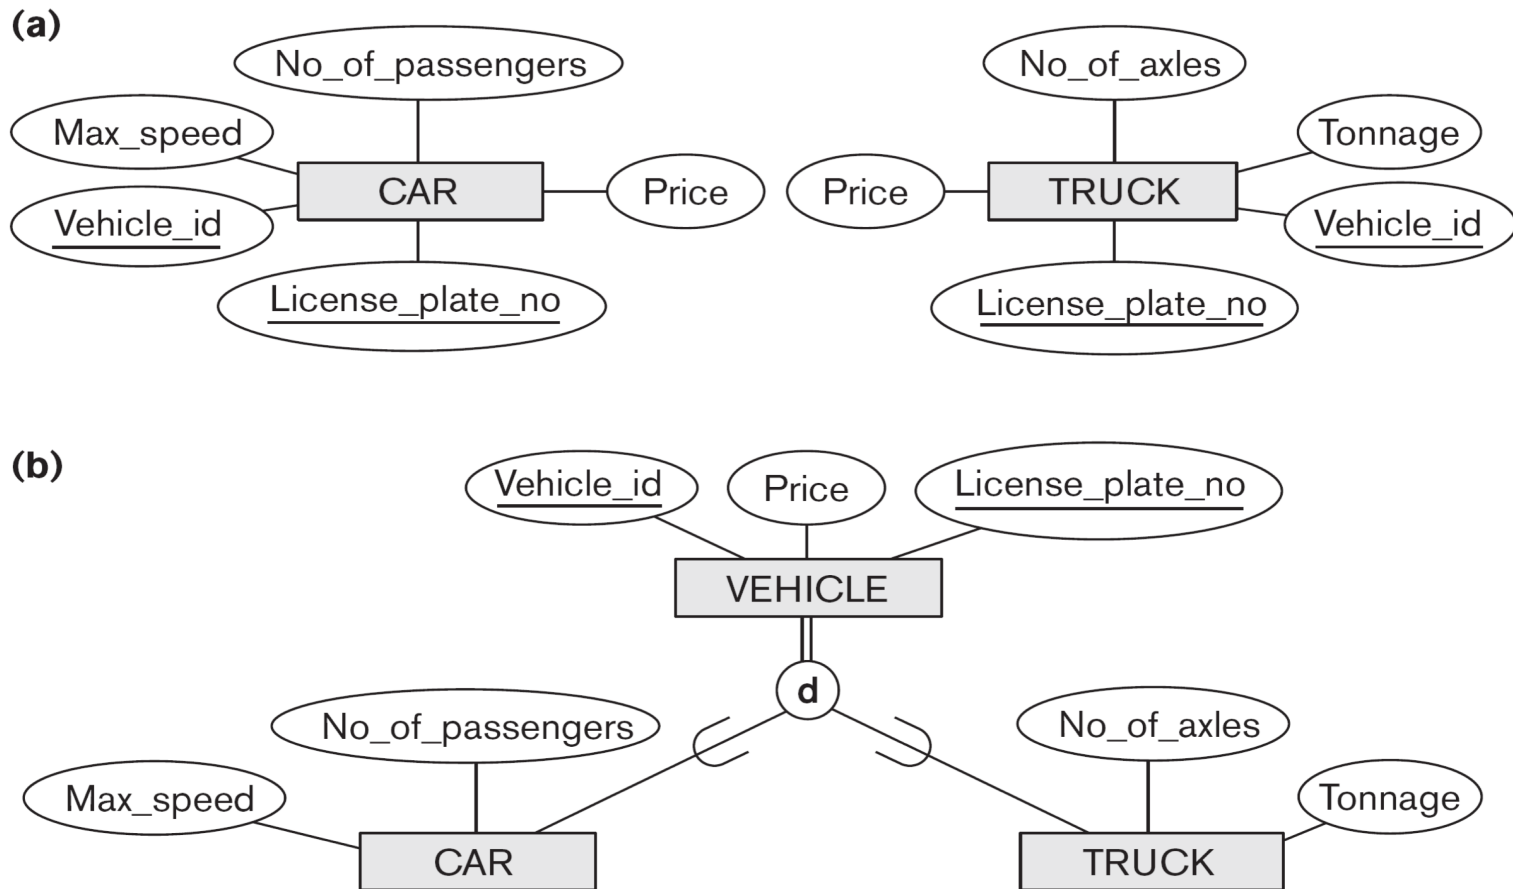 (a)
No_of_passengers
No_of_axles
Max_speed
Tonnage
CAR
Price
Price
TRUCK
Vehicle_id
Vehicle_id
License_plate_no
License_plate_no
(b)
Vehicle_id
Price
License_plate_no
VEHICLE
d
No_of_passengers
No_of_axles
Max_speed
Tonnage
CAR
TRUCK